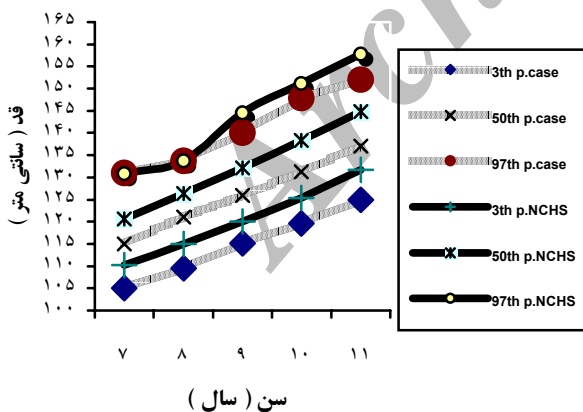 ۱۶۵
۱۶۰
۱۵۵
۱۵۰
۱۴۵
۱۴۰
۱۳۵
۱۳۰
۱۲۵
۱۲۰
۱۱۵
۱۱۰
۱۰۵
۱۰۰
قد ( سانتی متر )
۷ ۸ ۹ ۱۰ ۱۱
سن ( سال )
3th p.case
50th p.case
97th p.case
3th p.NCHS
50th p.NCHS
97th p.NCHS